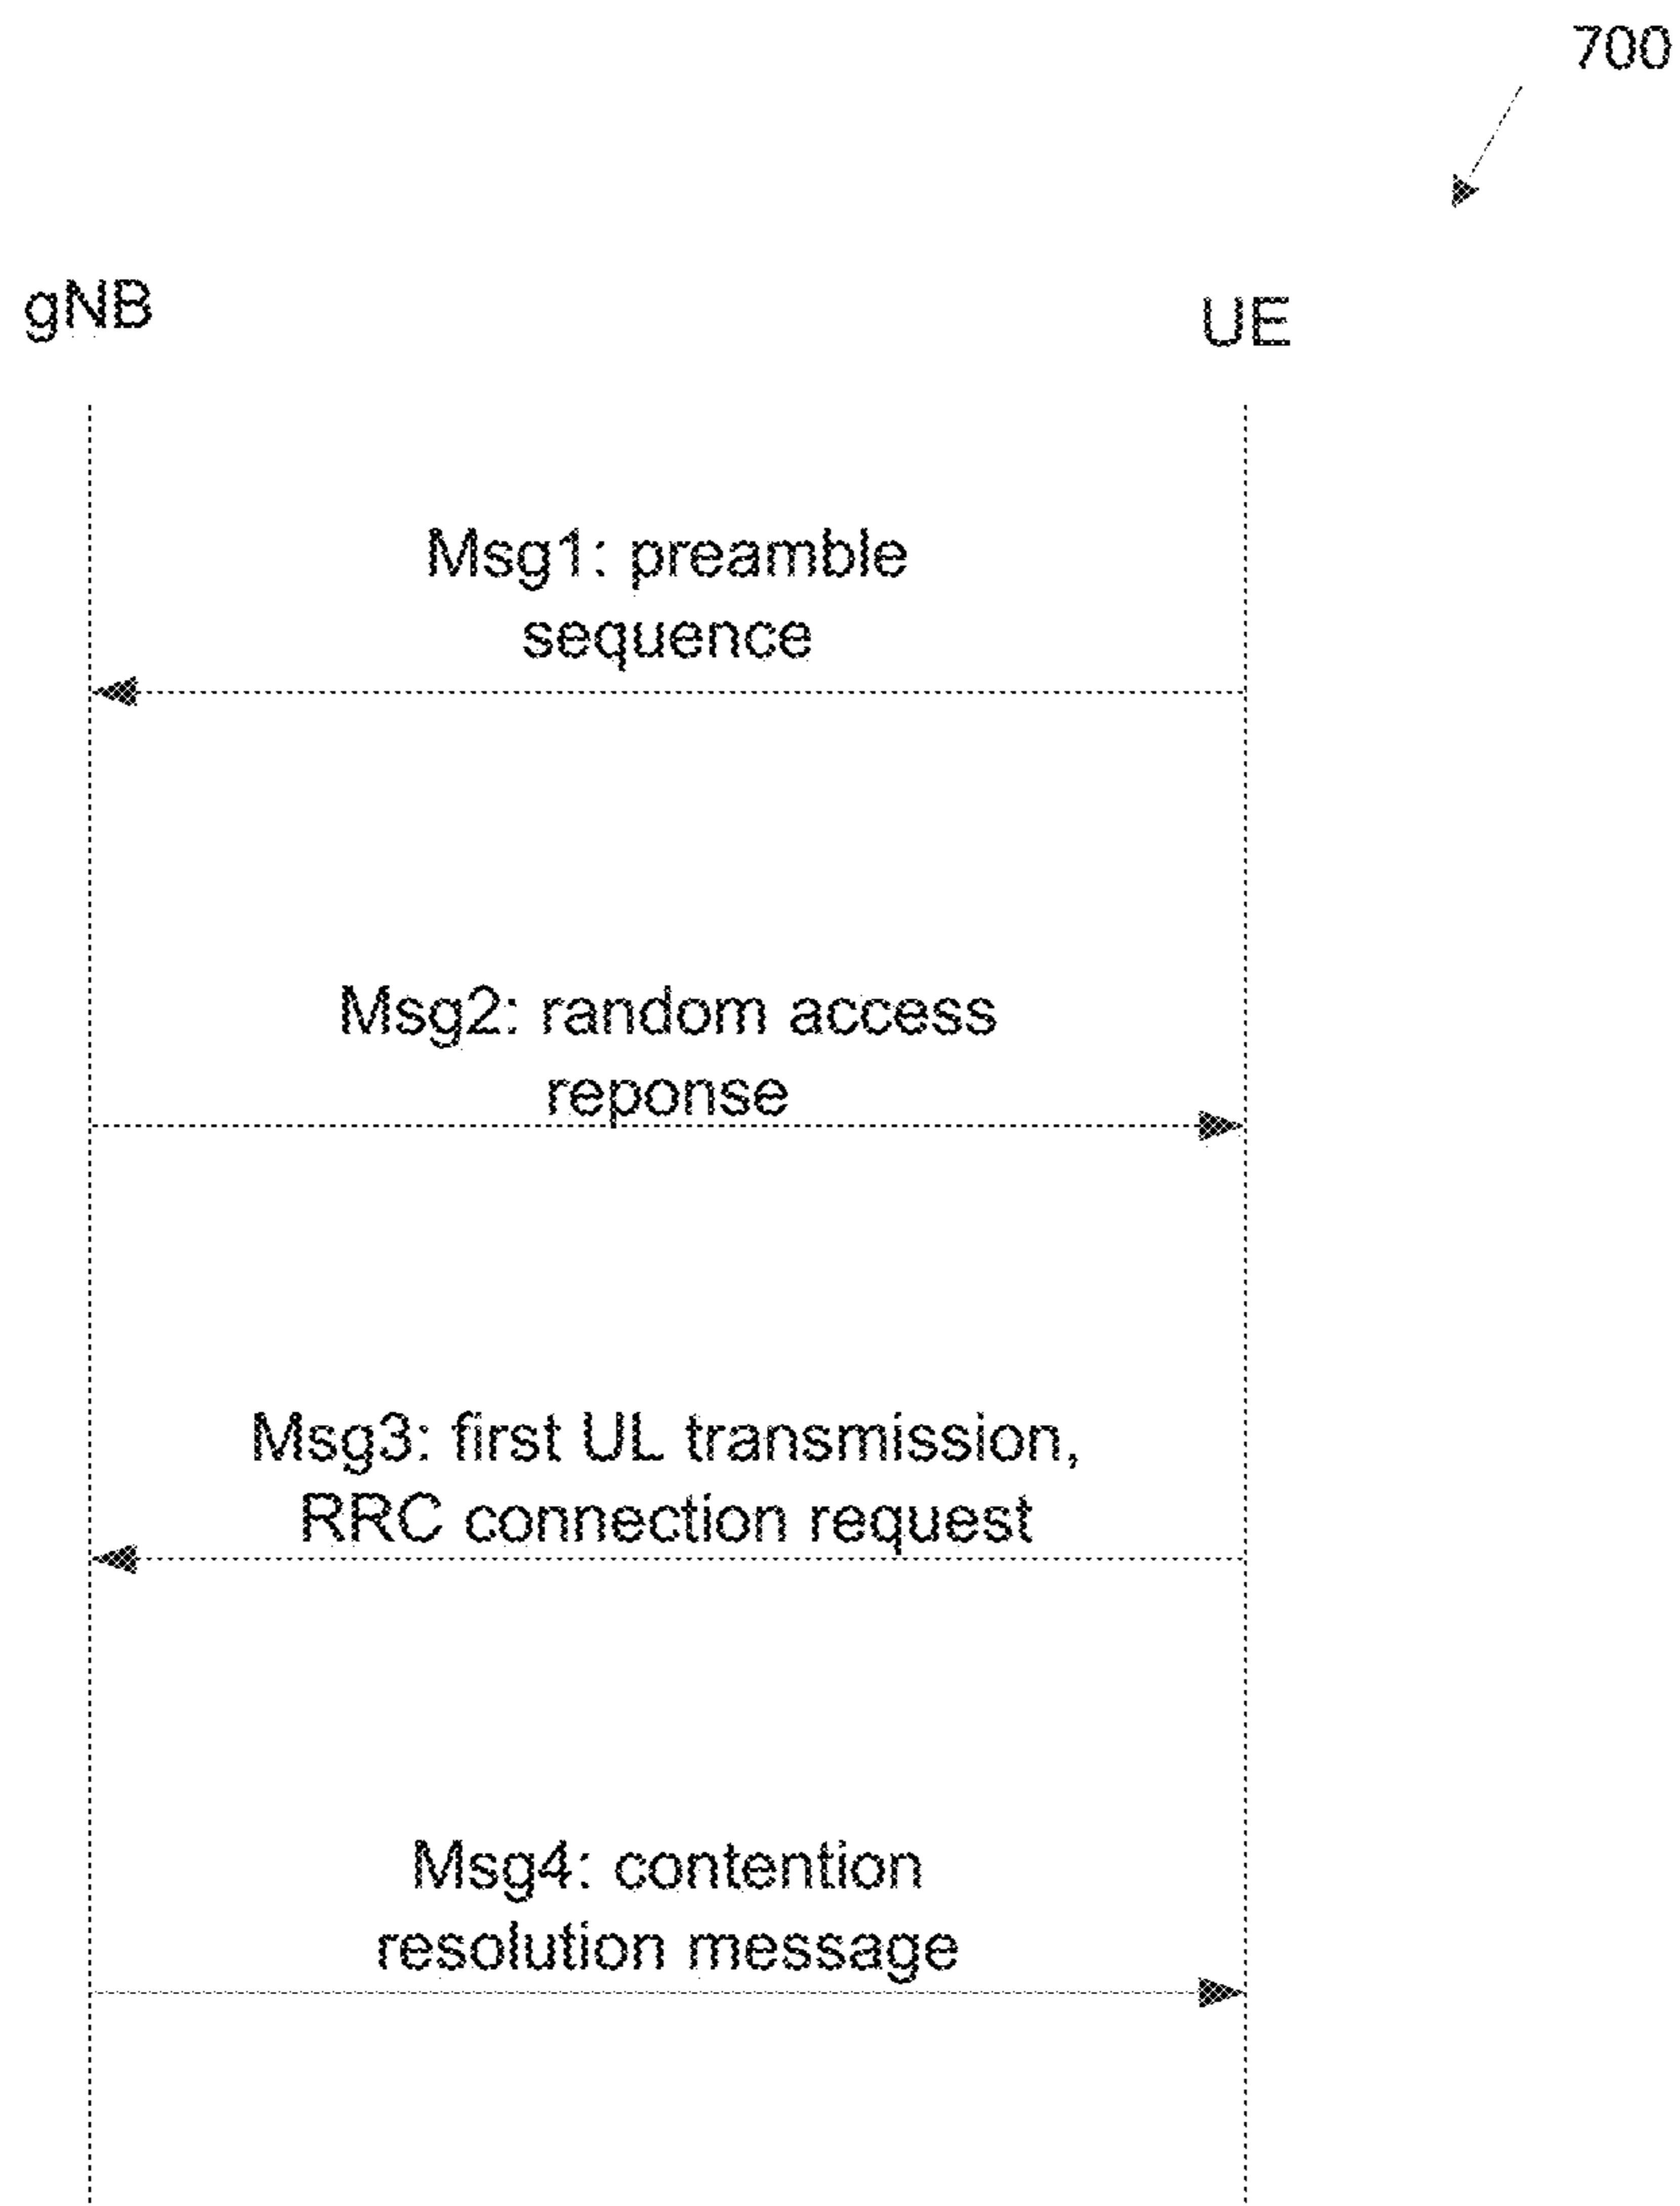 700
gNB
UE
Msg1: preamble
sequence
Msg2: random access
reponse
Msg3: first UL transmission,
RRC connection request
Msg4: contention
resolution message